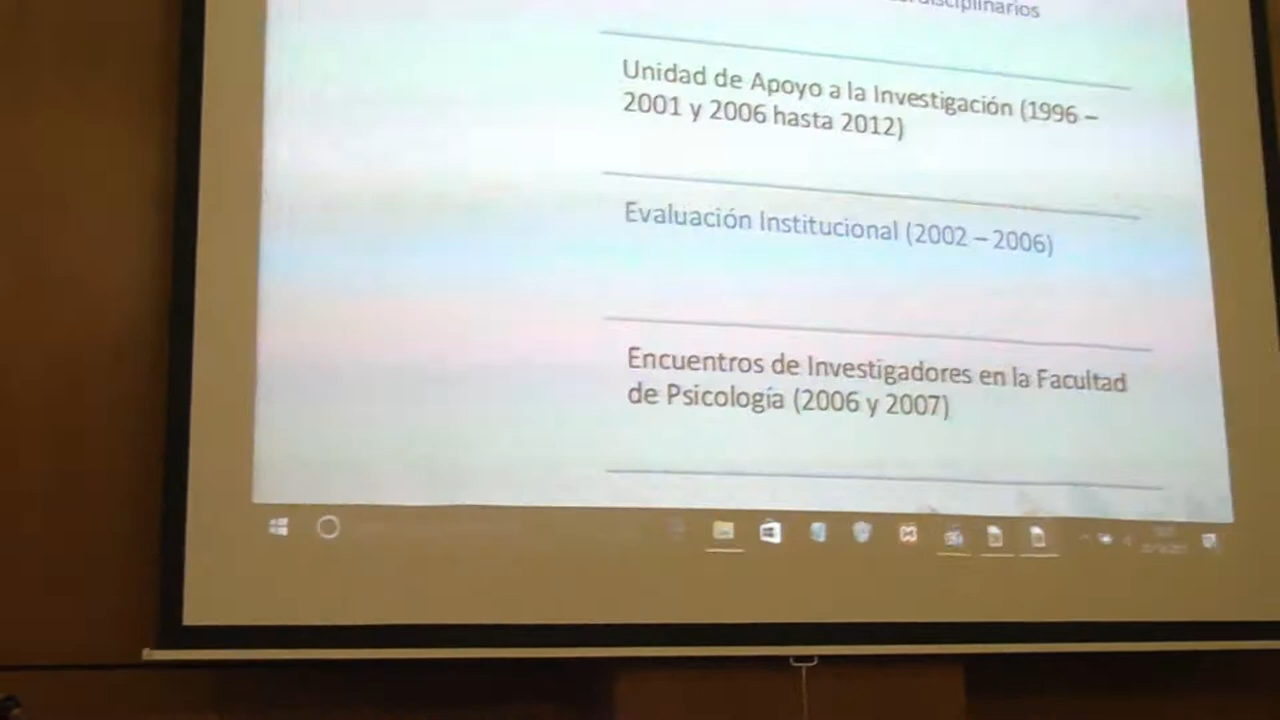 Unidad de Apoyo a la Investigación (1996 –
2001 y 2006 hasta 2012)
Evaluación Institucional (2002 – 2006)
Encuentros de Investigadores en la Facultad
de Psicología (2006 y 2007)